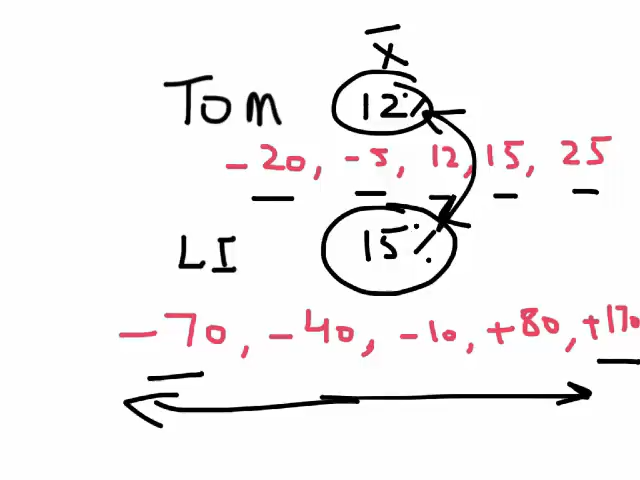 X̄
TOM 12%
-20, -5, 12, 15, 25
LI 15%
-70, -40, -10, +80, +170